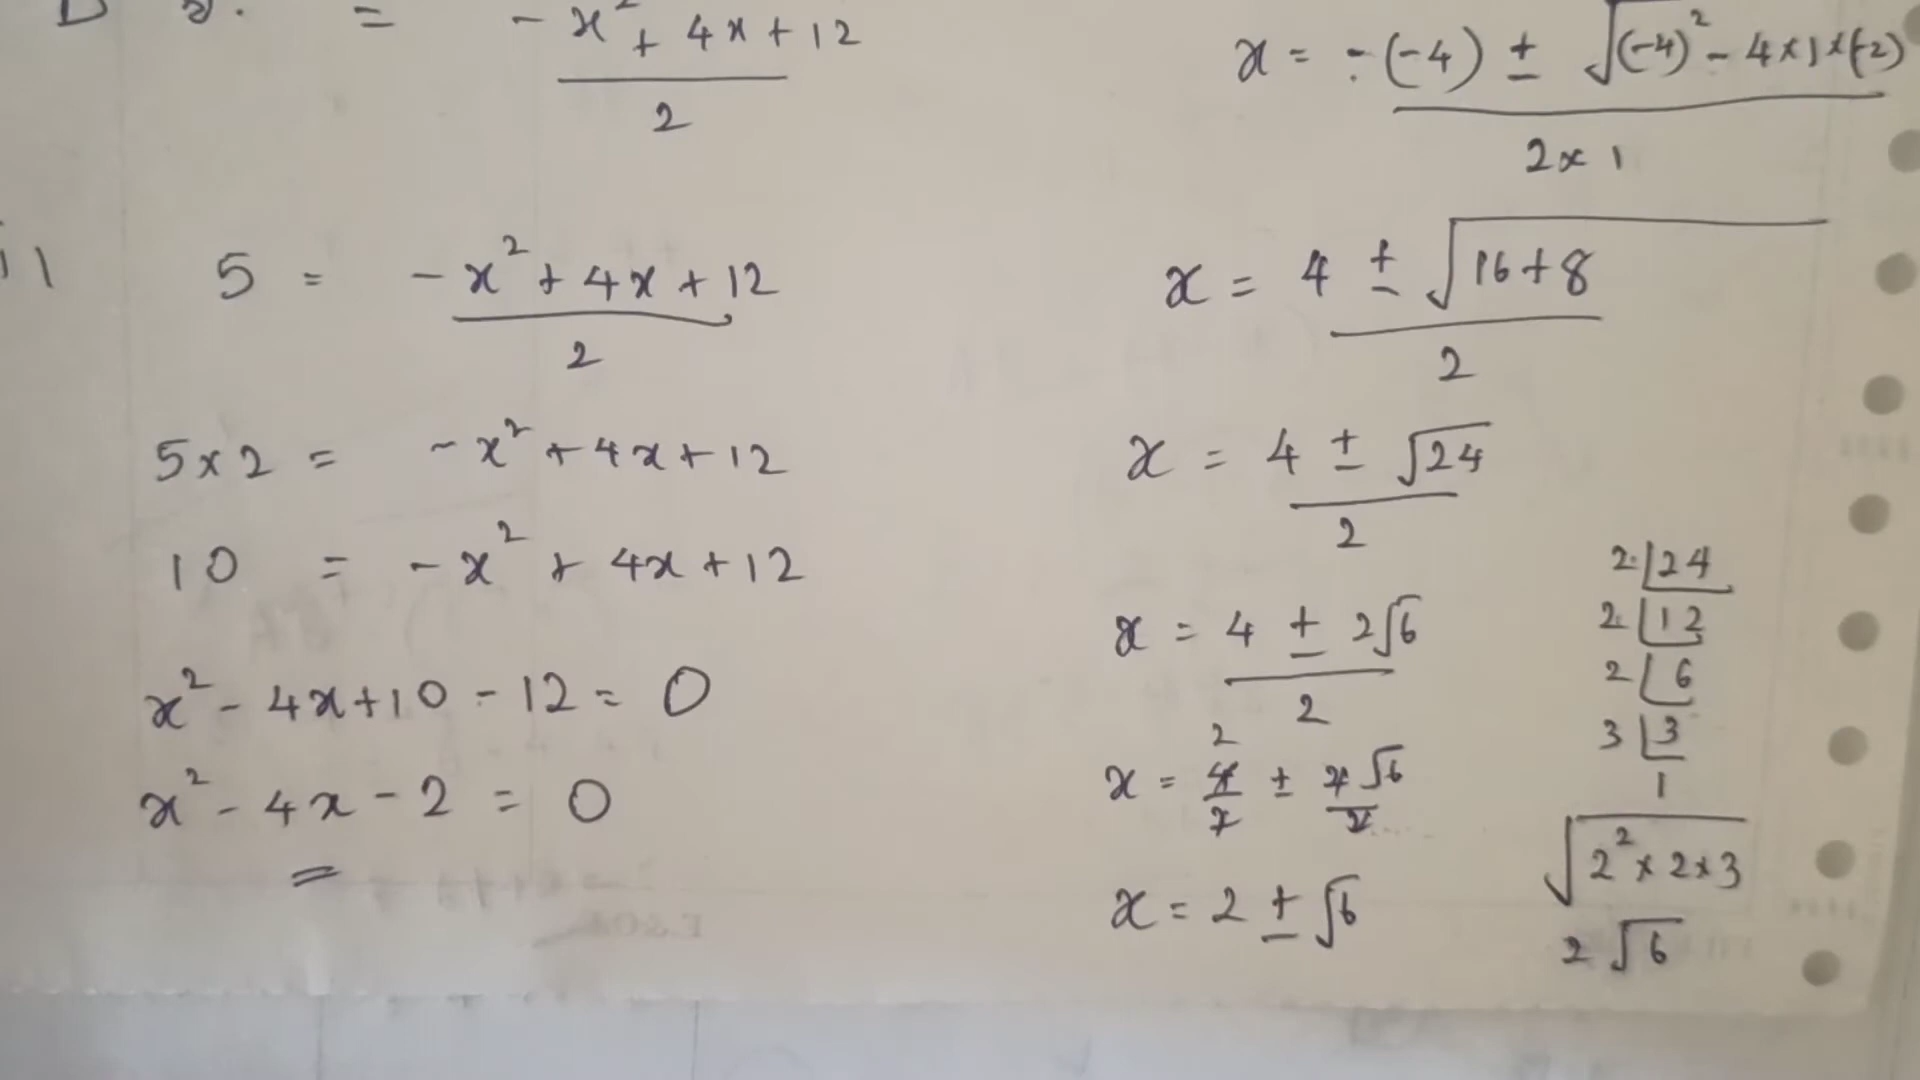 y. = -x² + 4x + 12
2
ii) 5 = -x² + 4x + 12
2
5 × 2 = -x² + 4x + 12
10 = -x² + 4x + 12
x² - 4x + 10 - 12 = 0
x² - 4x - 2 = 0
x = -(-4) ± √(-4)² - 4×1×(-2)
2 × 1
x = 4 ± √16+8
2
x = 4 ± √24
2
x = 4 ± 2√6
2
2
x = 4 ± 2√6
2 2
x = 2 ± √6
2 24
2 12
2 6
3 3
1
√2² × 2 × 3
2√6